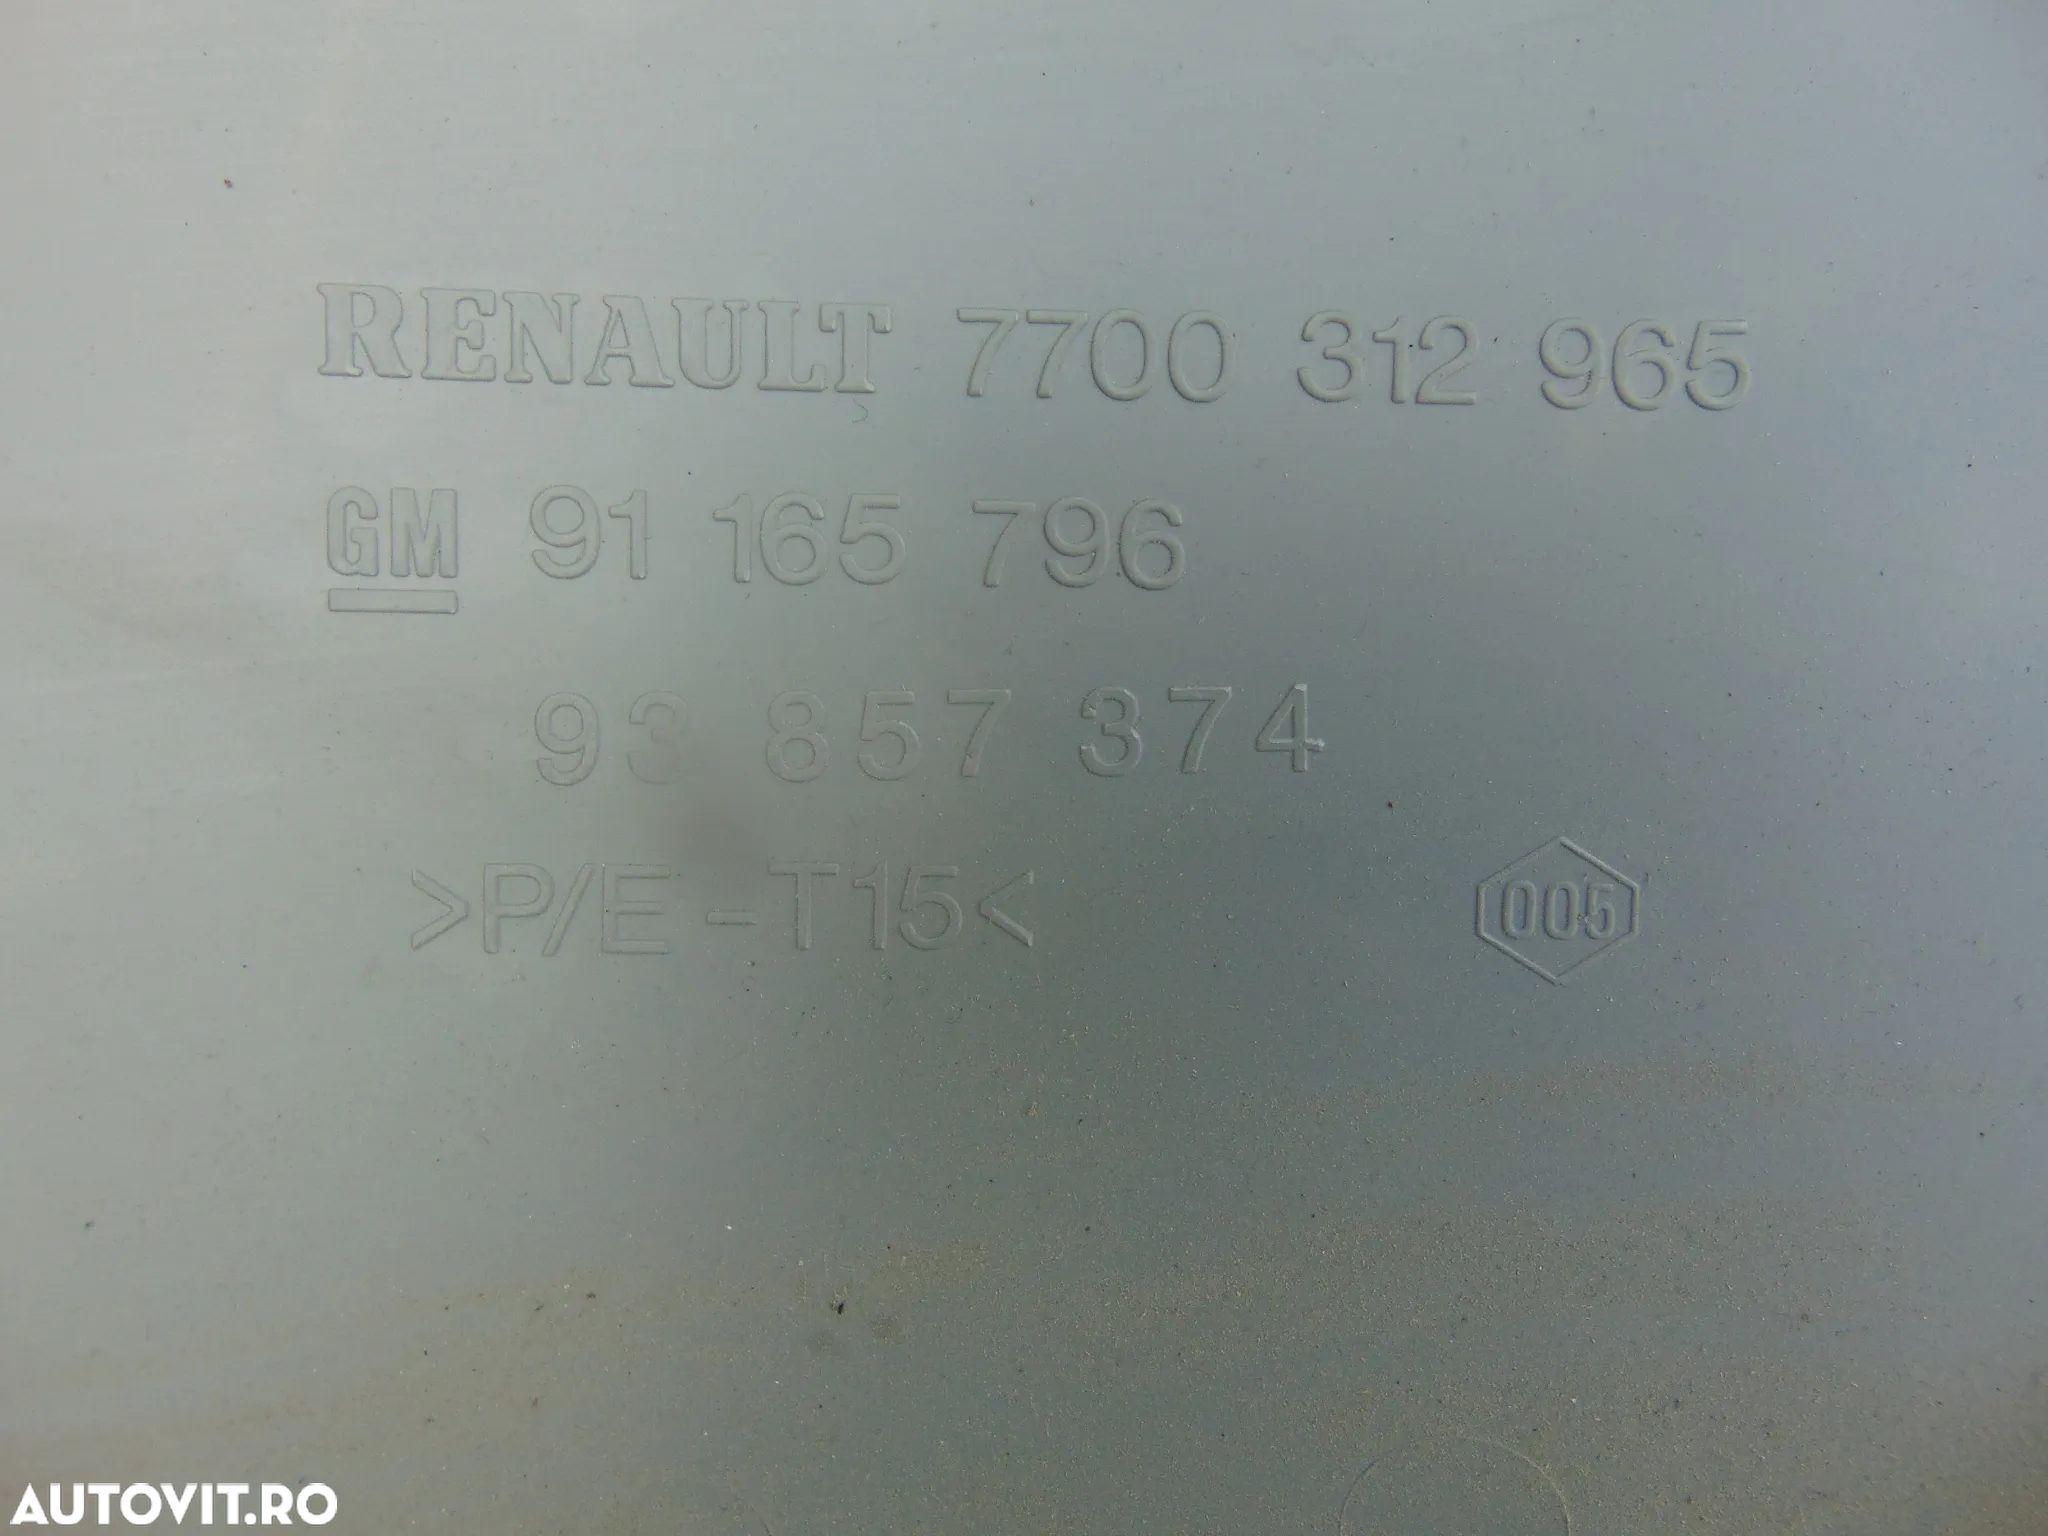 RENAULT 7700 312 965
GM 91 165 796
93 857 374
>P/E-T15<
005
AUTOVIT.RO